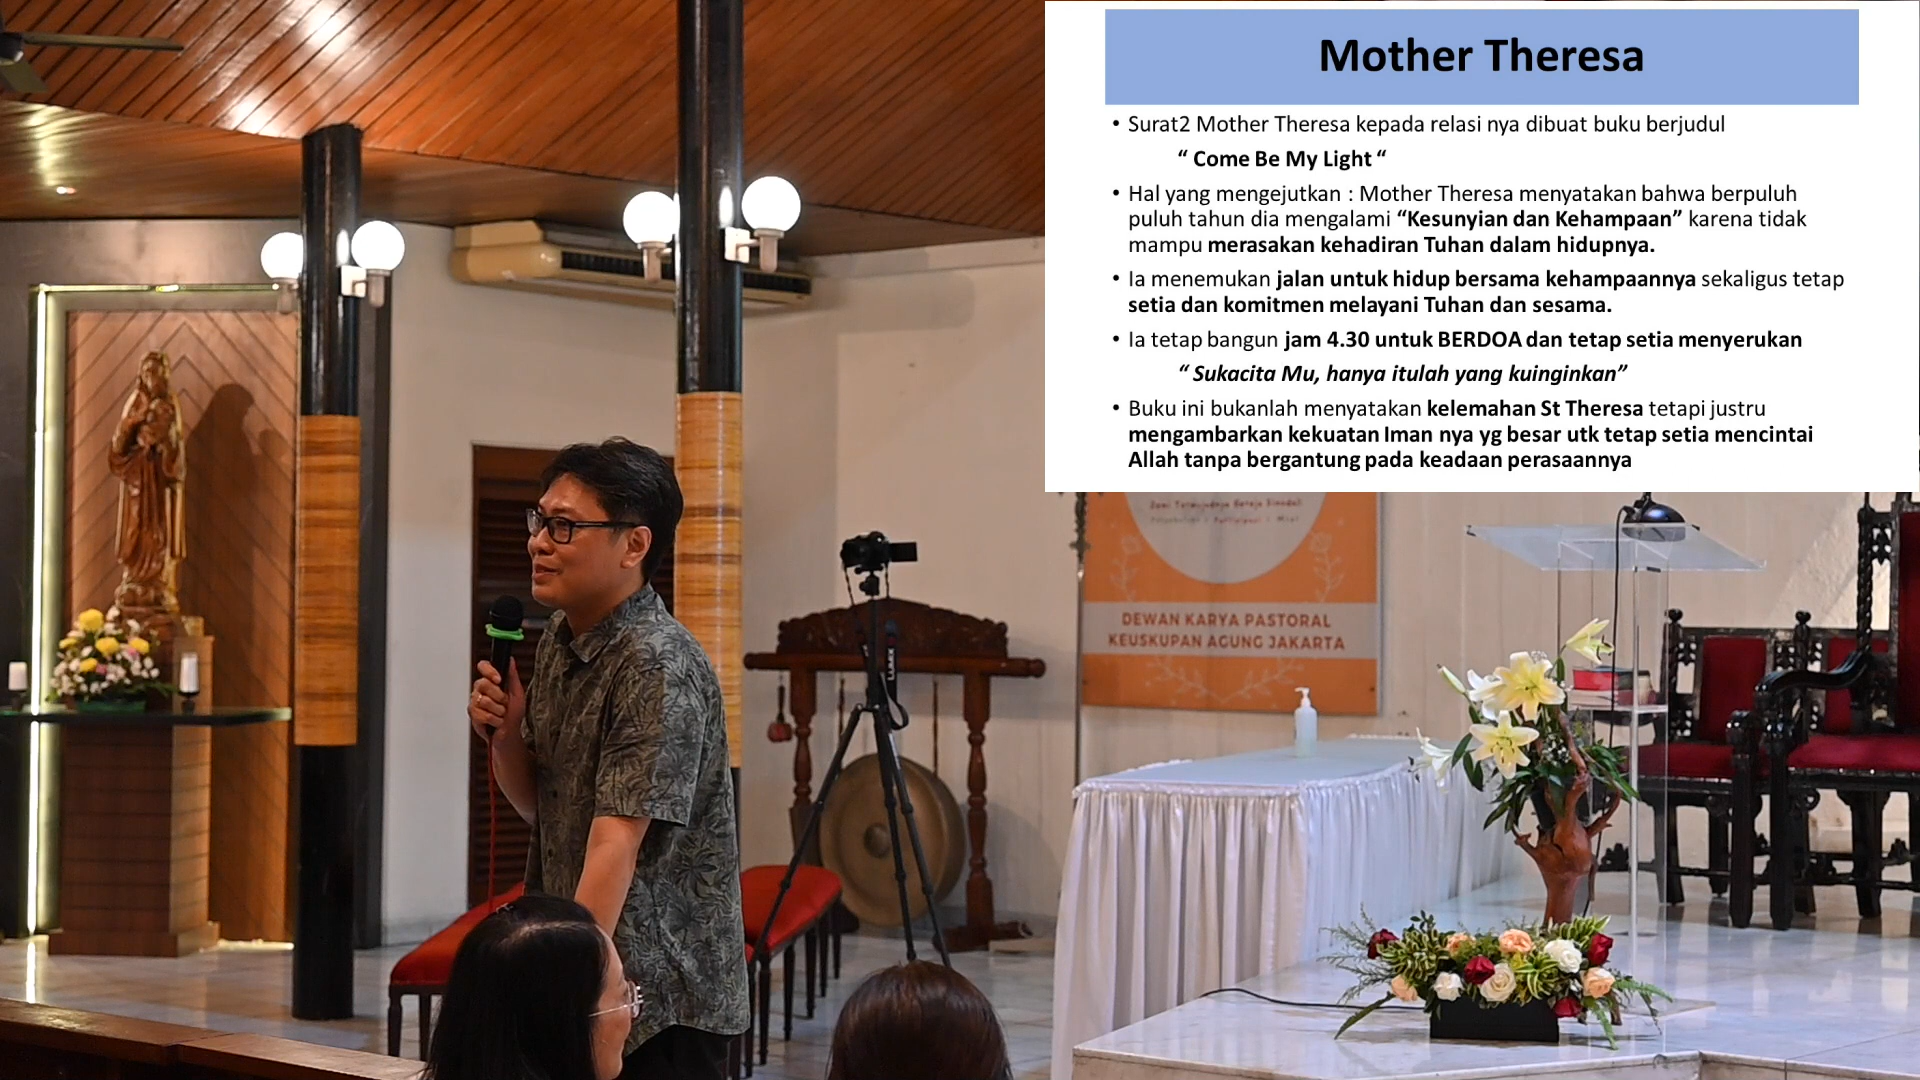 Mother Theresa
• Surat2 Mother Theresa kepada relasi nya dibuat buku berjudul
“ Come Be My Light “
• Hal yang mengejutkan : Mother Theresa menyatakan bahwa berpuluh
puluh tahun dia mengalami “Kesunyian dan Kehampaan” karena tidak
mampu merasakan kehadiran Tuhan dalam hidupnya.
• Ia menemukan jalan untuk hidup bersama kehampaannya sekaligus tetap
setia dan komitmen melayani Tuhan dan sesama.
• Ia tetap bangun jam 4.30 untuk BERDOA dan tetap setia menyerukan
“ Sukacita Mu, hanya itulah yang kuinginkan”
• Buku ini bukanlah menyatakan kelemahan St Theresa tetapi justru
mengambarkan kekuatan Iman nya yg besar utk tetap setia mencintai
Allah tanpa bergantung pada keadaan perasaannya
DEWAN KARYA PASTORAL
KEUSKUPAN AGUNG JAKARTA
LUMIX